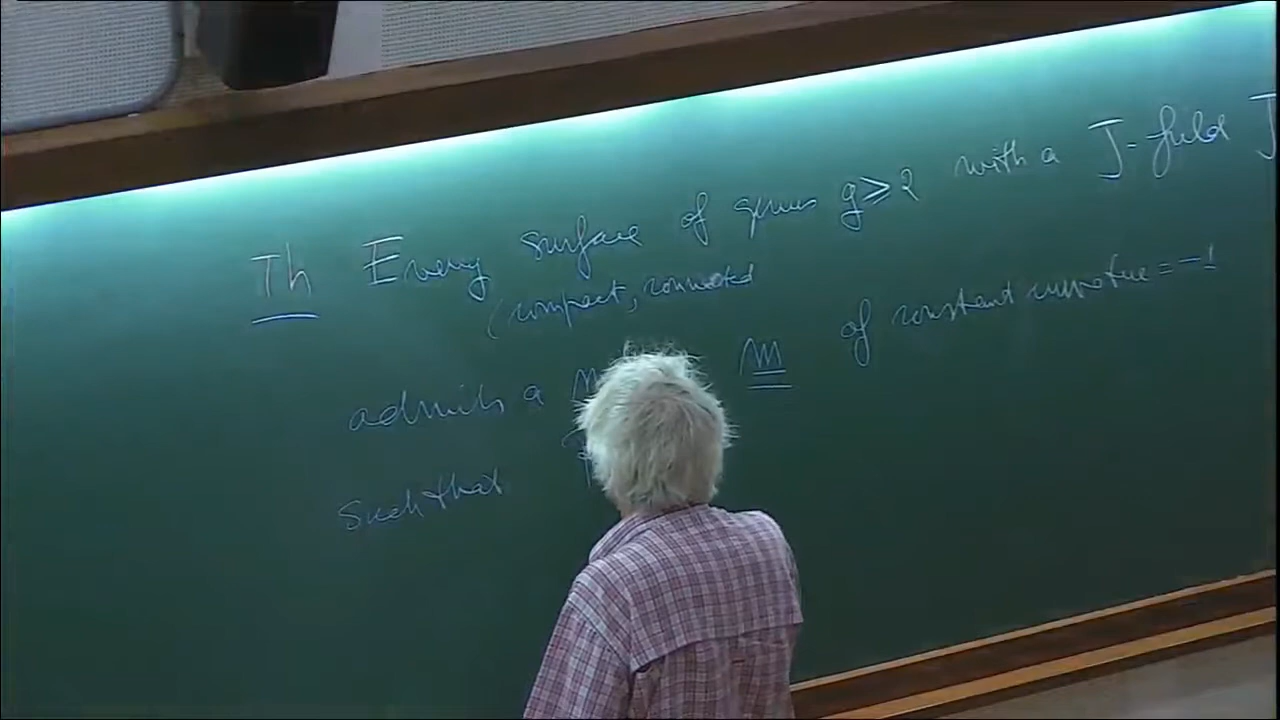 Th Every surface of genus g ⩾ 2 with a J-field J
(compact, connected
admits a m m of constant curvature = -1
such that